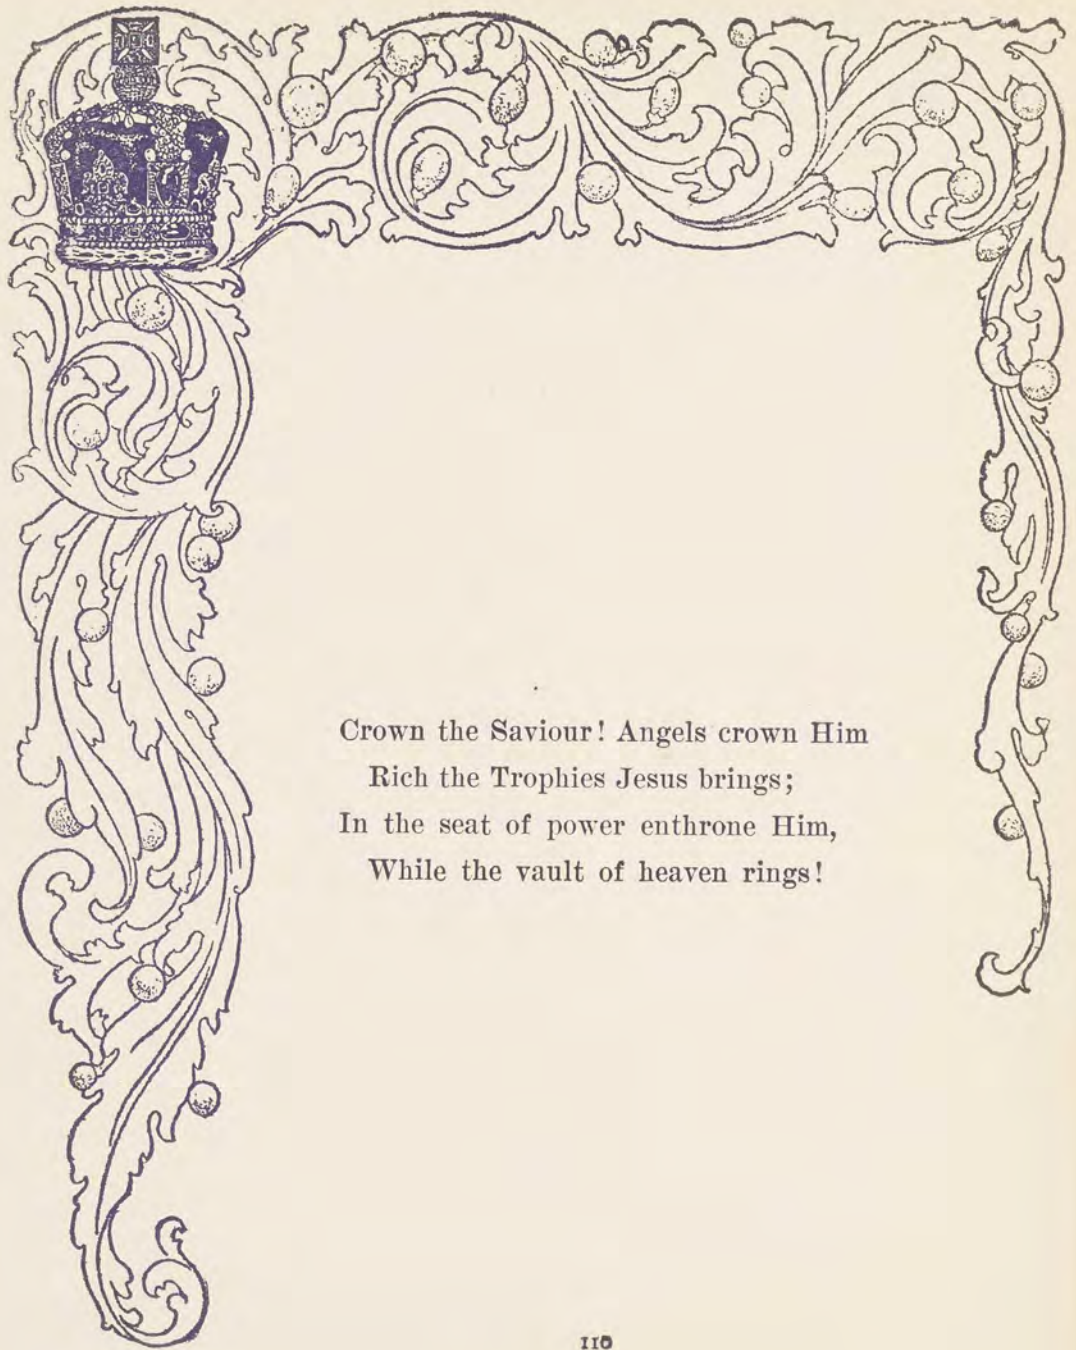 Crown the Saviour! Angels crown Him
Rich the Trophies Jesus brings;
In the seat of power enthrone Him,
While the vault of heaven rings!
110